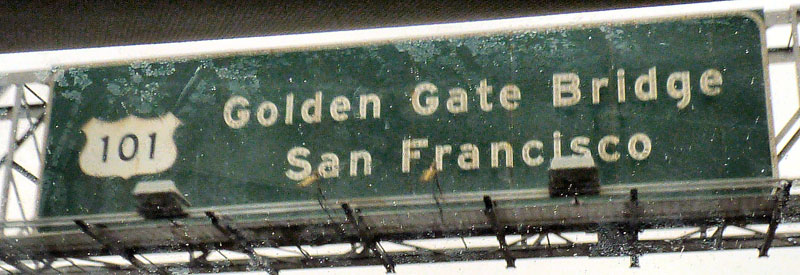 Golden Gate Bridge
101
San Francisco